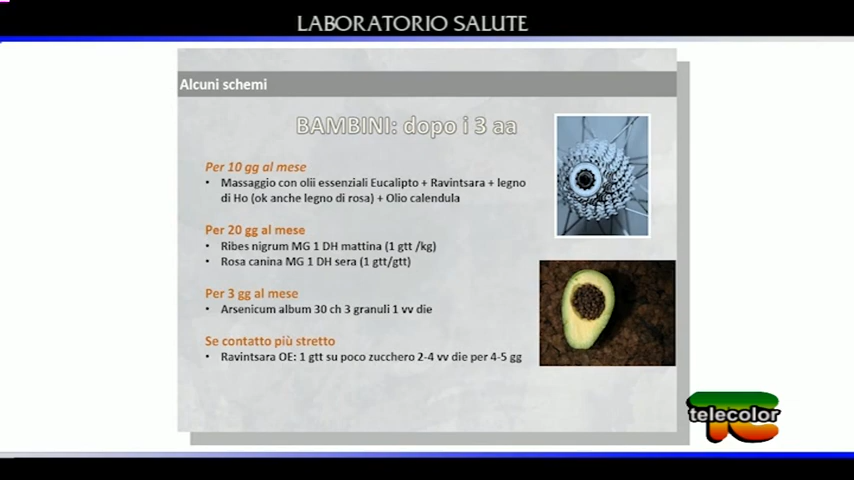 LABORATORIO SALUTE
Alcuni schemi
BAMBINI: dopo i 3 aa
Per 10 gg al mese
• Massaggio con olii essenziali Eucalipto + Ravintsara + legno
di Ho (ok anche legno di rosa) + Olio calendula
Per 20 gg al mese
• Ribes nigrum MG 1 DH mattina (1 gtt /kg)
• Rosa canina MG 1 DH sera (1 gtt/gtt)
Per 3 gg al mese
• Arsenicum album 30 ch 3 granuli 1 vv die
Se contatto più stretto
• Ravintsara OE: 1 gtt su poco zucchero 2-4 vv die per 4-5 gg
telecolor